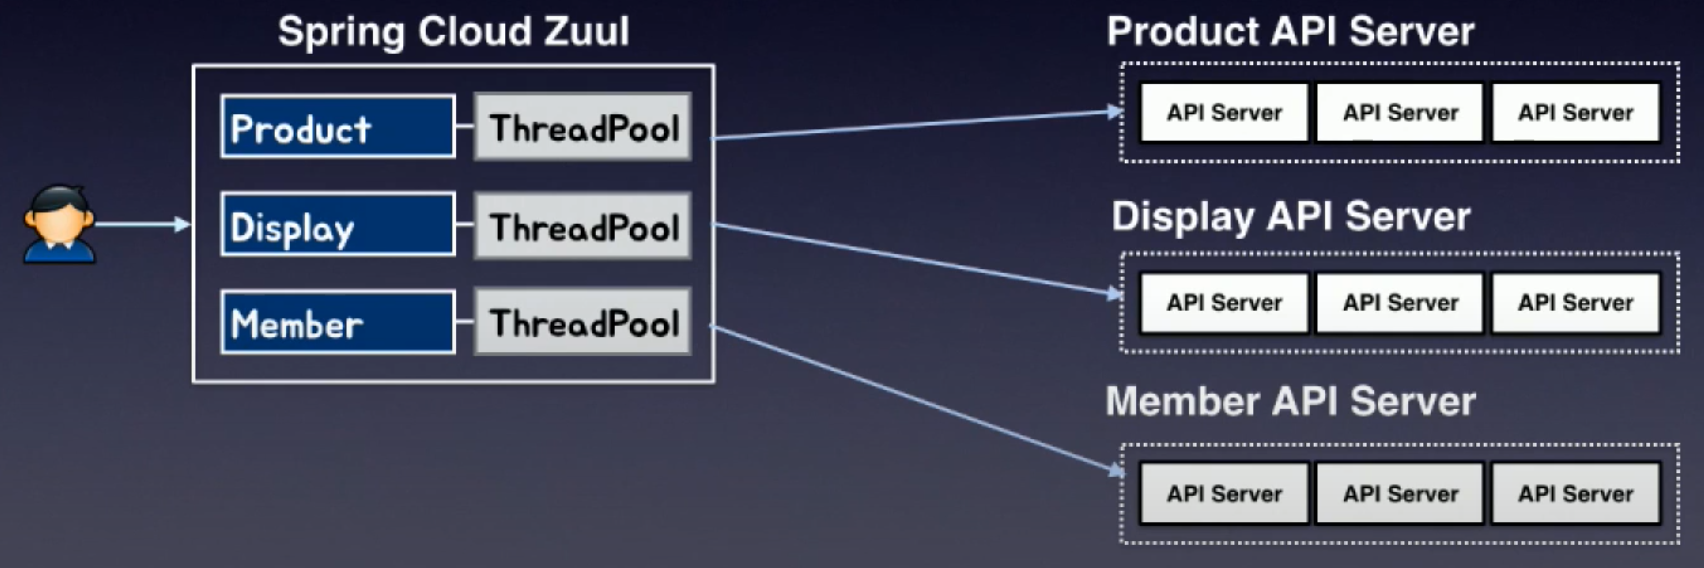 Spring Cloud Zuul
Product ThreadPool
Display ThreadPool
Member ThreadPool
Product API Server
API Server API Server API Server
Display API Server
API Server API Server API Server
Member API Server
API Server API Server API Server